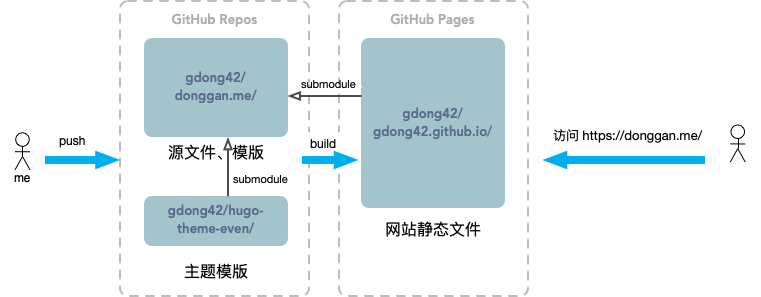 GitHub Repos
GitHub Pages
gdong42/
donggan.me/
submodule
gdong42/
gdong42.github.io/
push
me
源文件、模版
build
访问 https://donggan.me/
submodule
gdong42/hugo-
theme-even/
网站静态文件
主题模版